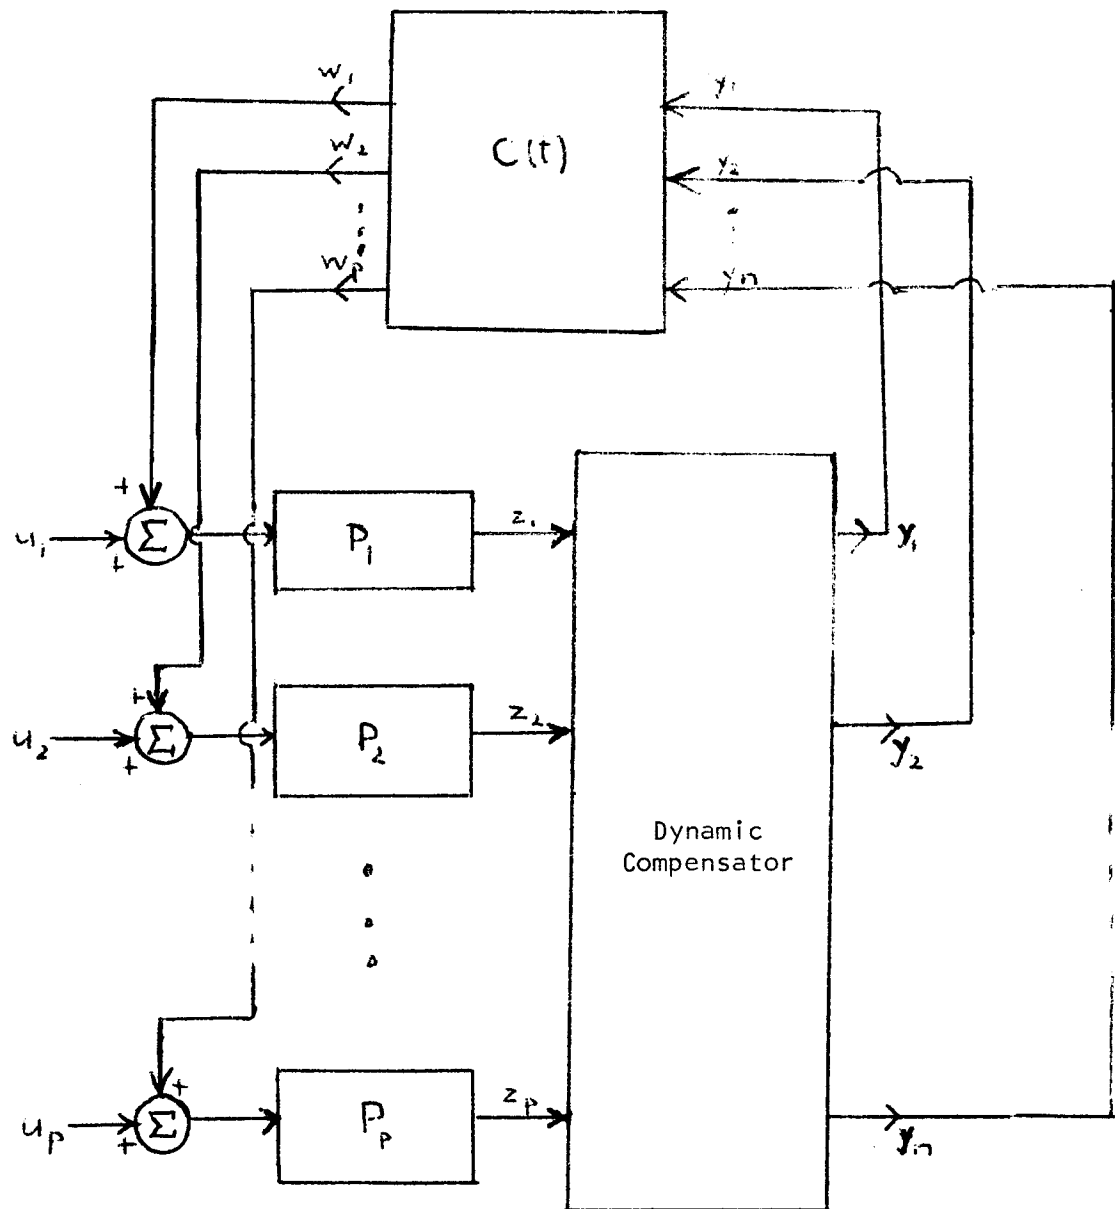 w₁
y₁
C(t)
w₂
y₂
wₚ
yn
+
u₁ Σ P₁ z₁ y₁
+
+
u₂ Σ P₂ z₂ y₂
+
Dynamic
Compensator
+
uₚ Σ Pₚ zₚ yn
+